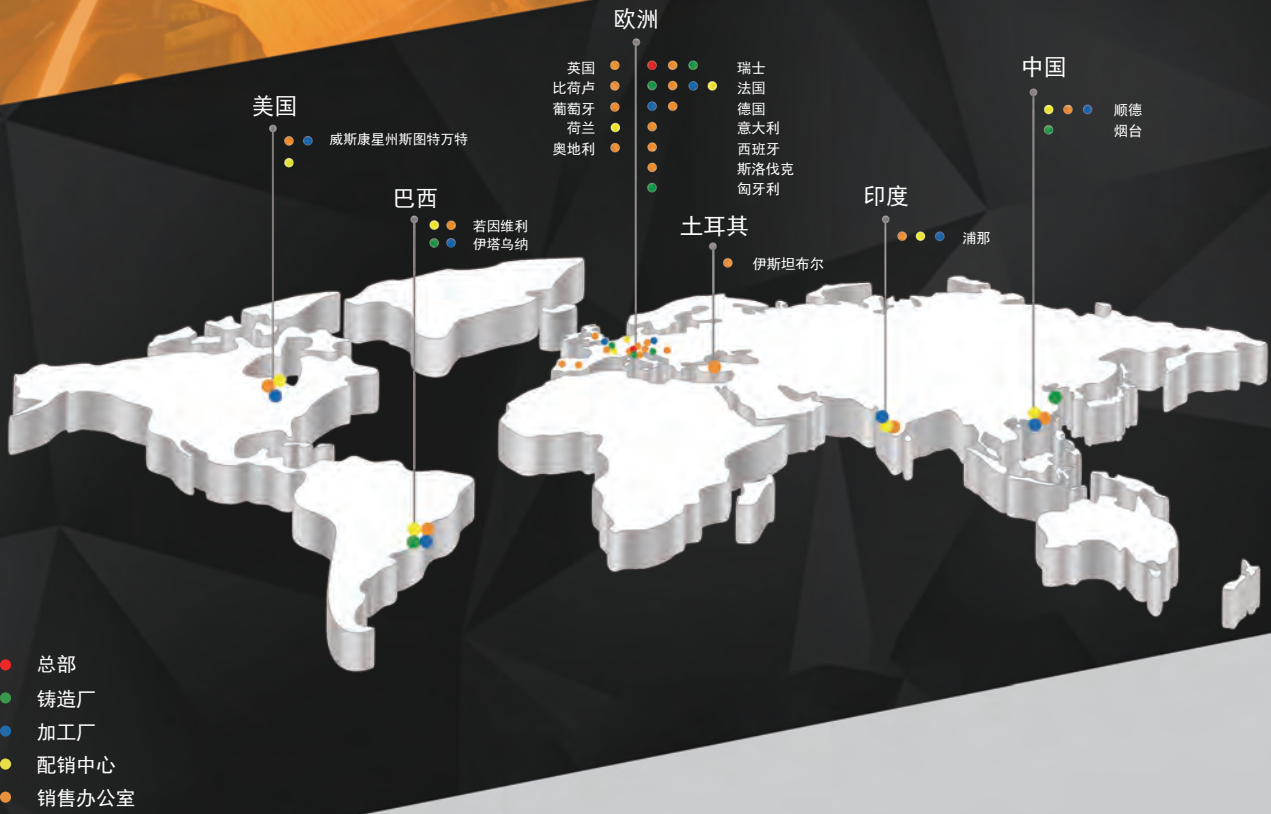 欧洲
英国
比荷卢
葡萄牙
荷兰
奥地利
瑞士
法国
德国
意大利
西班牙
斯洛伐克
匈牙利
中国
顺德
烟台
美国
威斯康星州斯图特万特
巴西
若因维利
伊塔乌纳
土耳其
伊斯坦布尔
印度
浦那
总部
铸造厂
加工厂
配销中心
销售办公室